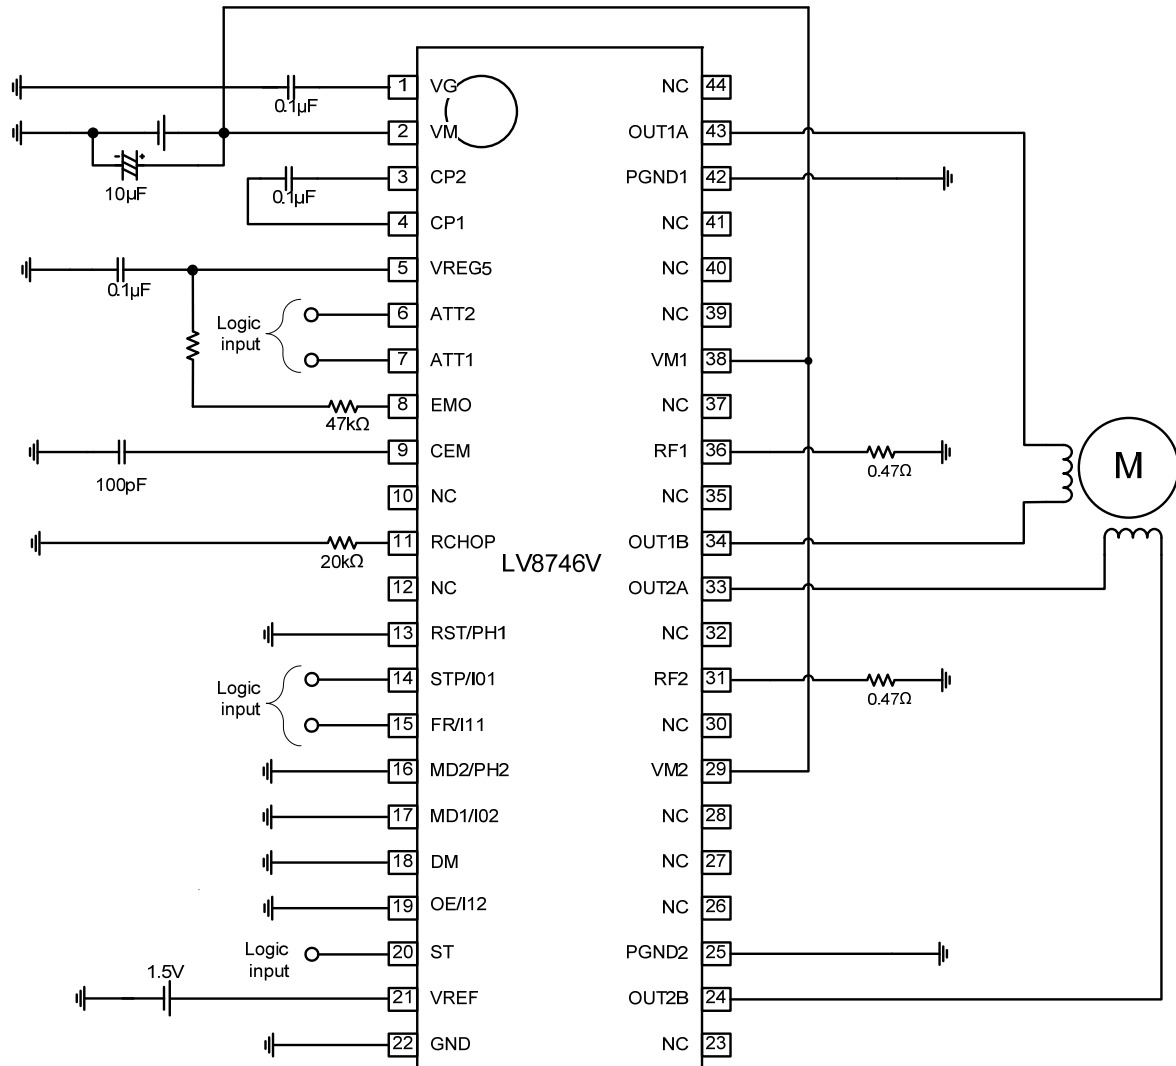 1 VG NC 44
0.1µF
2 VM OUT1A 43
- +
10µF
3 CP2 PGND1 42
0.1µF
4 CP1 NC 41
5 VREG5 NC 40
0.1µF
6 ATT2 NC 39
Logic
input
7 ATT1 VM1 38
8 EMO NC 37
47kΩ
9 CEM RF1 36
100pF
0.47Ω
M
10 NC NC 35
11 RCHOP OUT1B 34
20kΩ
LV8746V
12 NC OUT2A 33
13 RST/PH1 NC 32
14 STP/I01 RF2 31
Logic
input
0.47Ω
15 FR/I11 NC 30
16 MD2/PH2 VM2 29
17 MD1/I02 NC 28
18 DM NC 27
19 OE/I12 NC 26
Logic
input
20 ST PGND2 25
1.5V
21 VREF OUT2B 24
22 GND NC 23